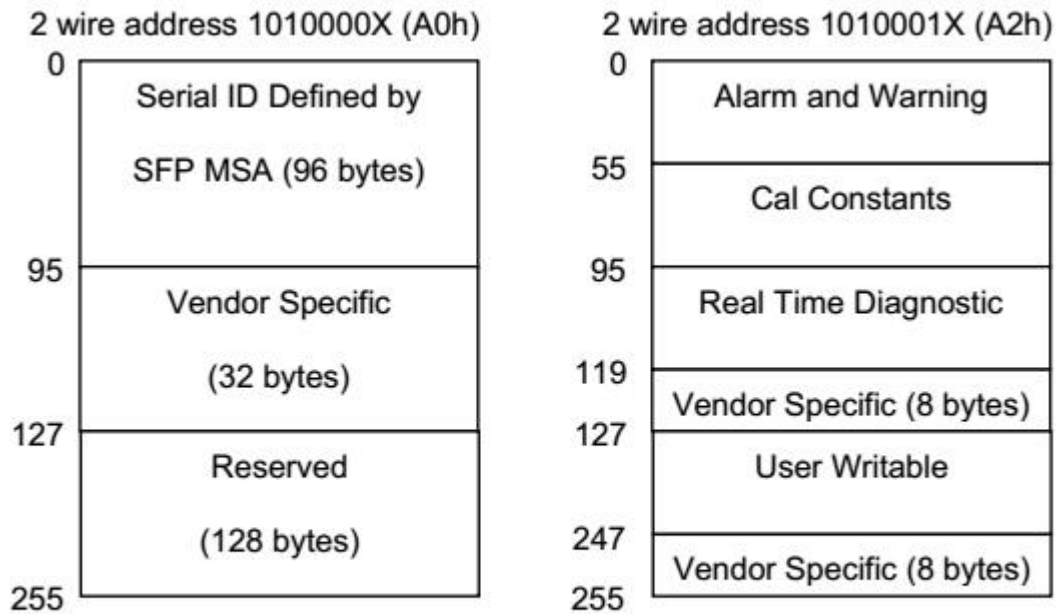 2 wire address 1010000X (A0h)
0
Serial ID Defined by
SFP MSA (96 bytes)
95
Vendor Specific
(32 bytes)
127
Reserved
(128 bytes)
255
2 wire address 1010001X (A2h)
0
Alarm and Warning
55
Cal Constants
95
Real Time Diagnostic
119
Vendor Specific (8 bytes)
127
User Writable
247
Vendor Specific (8 bytes)
255